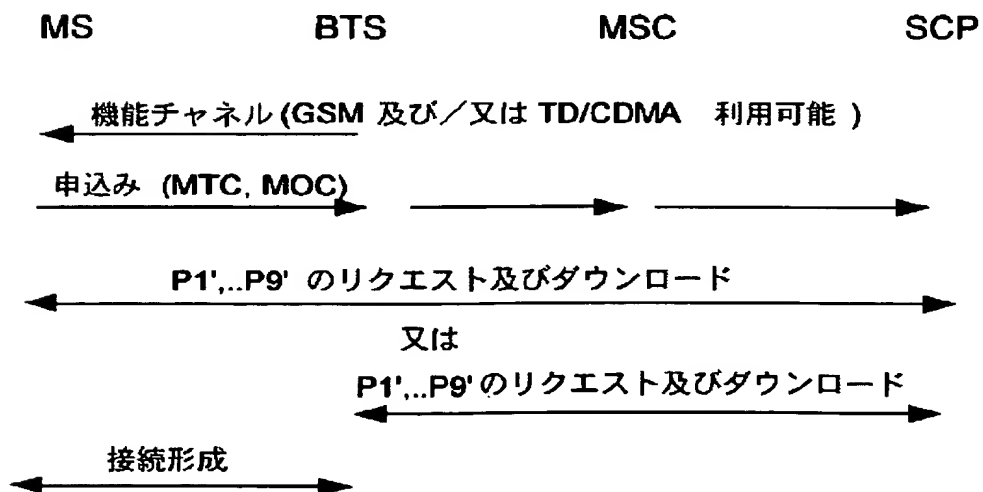 MS BTS MSC SCP
機能チャネル (GSM 及び／又は TD/CDMA 利用可能 )
申込み (MTC, MOC)
P1',..P9' のリクエスト及びダウンロード
又は
P1',..P9'のリクエスト及びダウンロード
接続形成